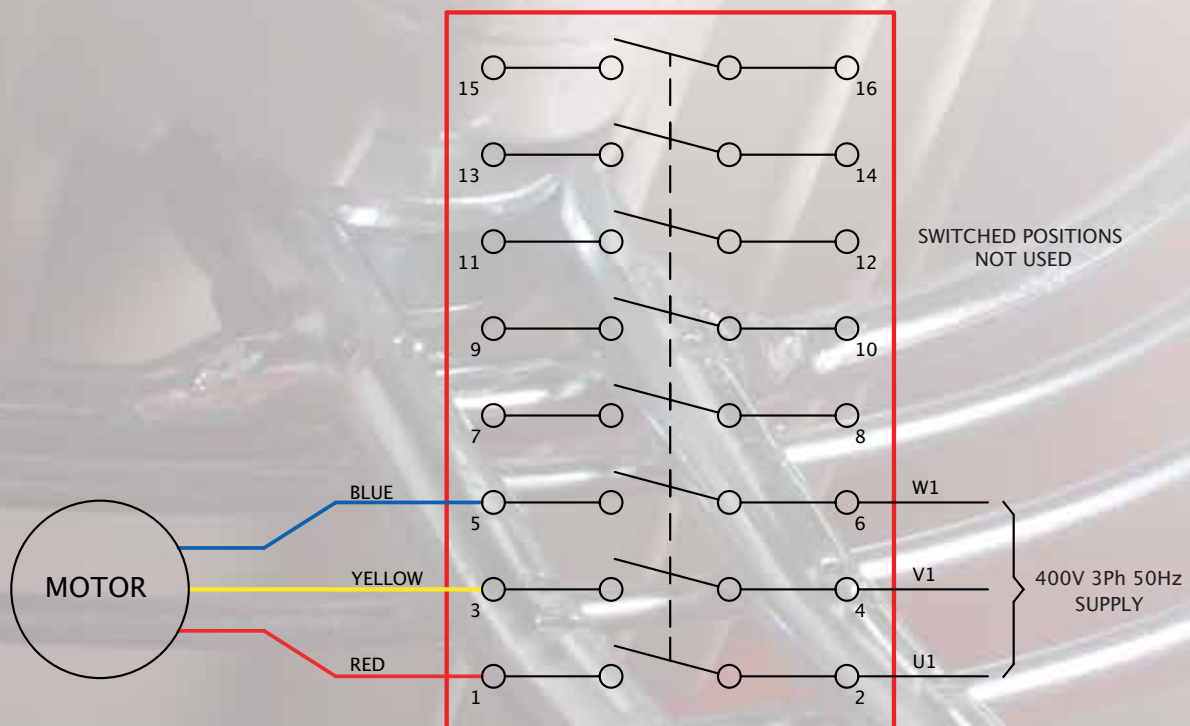 15 16
13 14
11 12
SWITCHED POSITIONS
NOT USED
9 10
7 8
BLUE
5 6
W1
MOTOR
YELLOW
3 4
V1
400V 3Ph 50Hz
SUPPLY
RED
1 2
U1